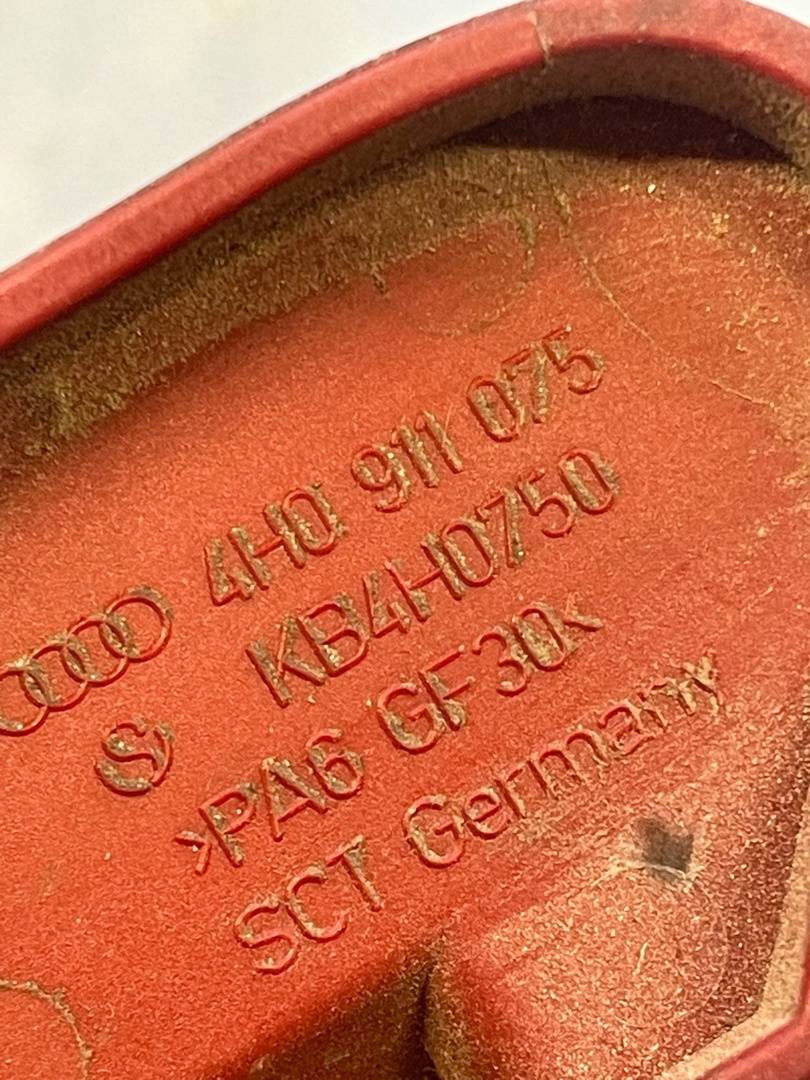 4H0 911 075
KB4H0750
>PA6 GF30<
SCT Germany